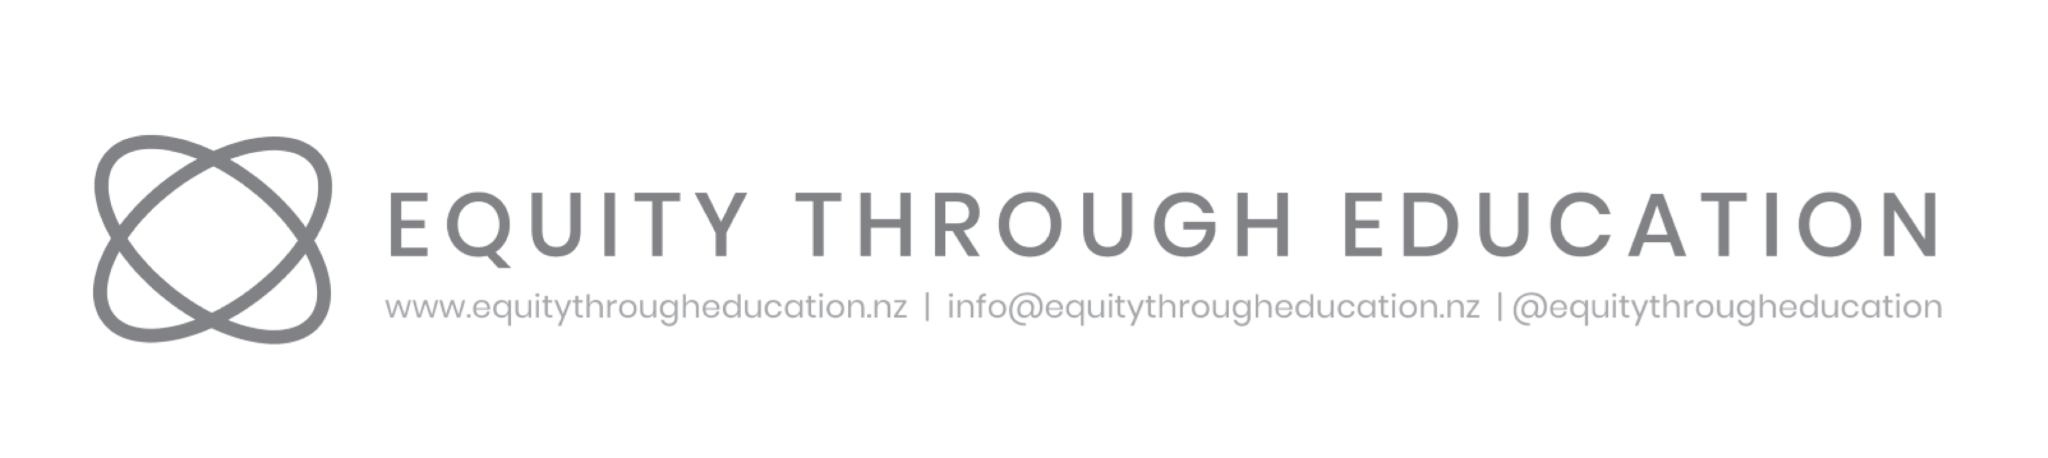 EQUITY THROUGH EDUCATION
www.equitythrougheducation.nz | info@equitythrougheducation.nz | @equitythrougheducation